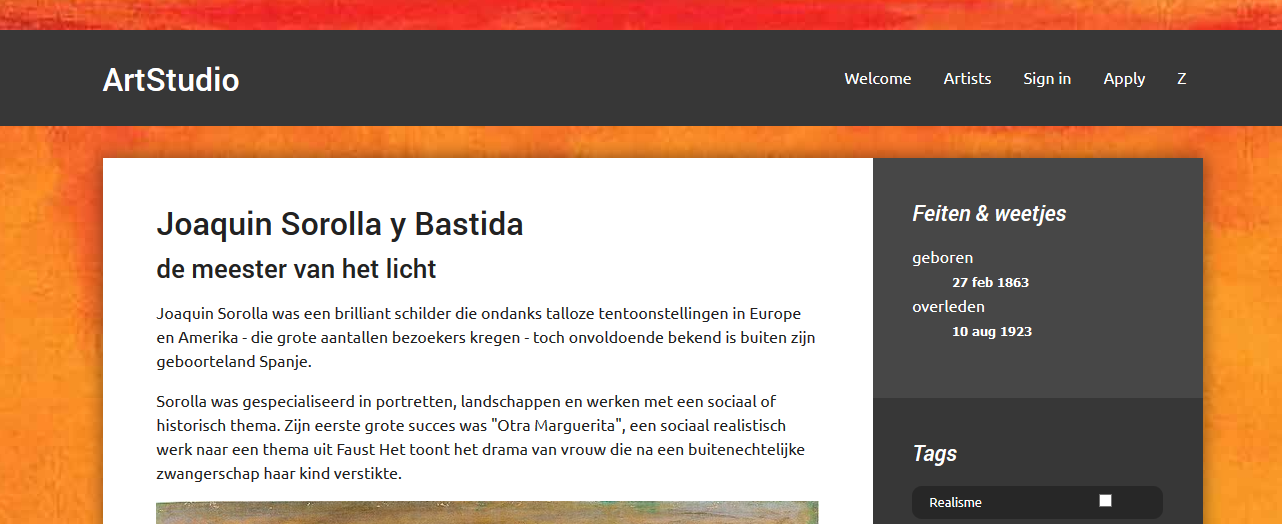 ArtStudio
Welcome Artists Sign in Apply Z
Joaquin Sorolla y Bastida
de meester van het licht
Joaquin Sorolla was een brilliant schilder die ondanks talloze tentoonstellingen in Europe
en Amerika - die grote aantallen bezoekers kregen - toch onvoldoende bekend is buiten zijn
geboorteland Spanje.
Sorolla was gespecialiseerd in portretten, landschappen en werken met een sociaal of
historisch thema. Zijn eerste grote succes was "Otra Marguerita", een sociaal realistisch
werk naar een thema uit Faust Het toont het drama van vrouw die na een buitenechtelijke
zwangerschap haar kind verstikte.
Feiten & weetjes
geboren
27 feb 1863
overleden
10 aug 1923
Tags
Realisme